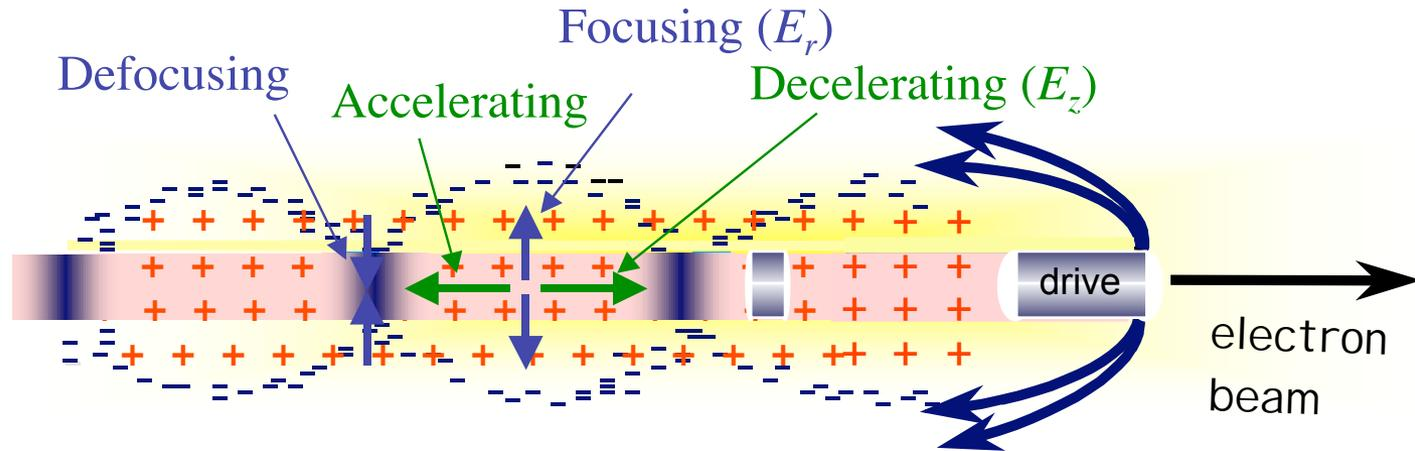 Focusing (E_r)
Defocusing
Accelerating
Decelerating (E_z)
drive
electron
beam